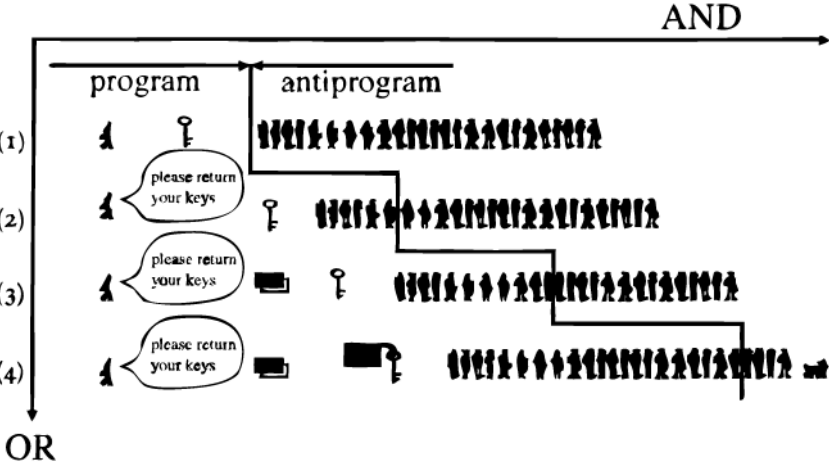 AND
program antiprogram
(1)
please return
your keys
(2)
please return
your keys
(3)
please return
your keys
(4)
OR